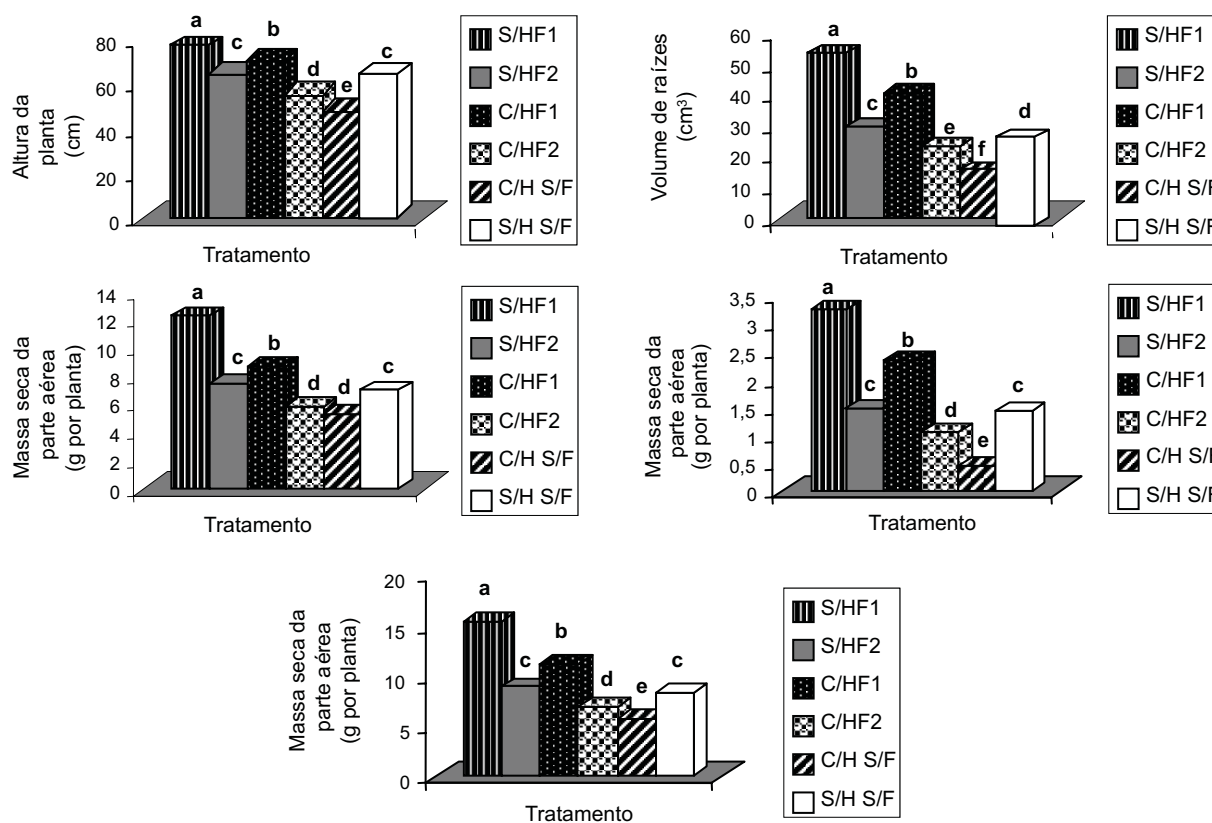 a
b
c
c
d
e
80
60
40
20
0
Altura da
planta
(cm)
Tratamento
S/HF1
S/HF2
C/HF1
C/HF2
C/H S/F
S/H S/F
a
b
c
d
e
f
60
50
40
30
20
10
0
Volume de raízes
(cm³)
Tratamento
S/HF1
S/HF2
C/HF1
C/HF2
C/H S/F
S/H S/F
a
b
c
c
d
d
14
12
10
8
6
4
2
0
Massa seca da
parte aérea
(g por planta)
Tratamento
S/HF1
S/HF2
C/HF1
C/HF2
C/H S/F
S/H S/F
a
b
c
c
d
e
3,5
3
2,5
2
1,5
1
0,5
0
Massa seca da
parte aérea
(g por planta)
Tratamento
S/HF1
S/HF2
C/HF1
C/HF2
C/H S/F
S/H S/F
a
b
c
c
d
e
20
15
10
5
0
Massa seca da
parte aérea
(g por planta)
Tratamento
S/HF1
S/HF2
C/HF1
C/HF2
C/H S/F
S/H S/F